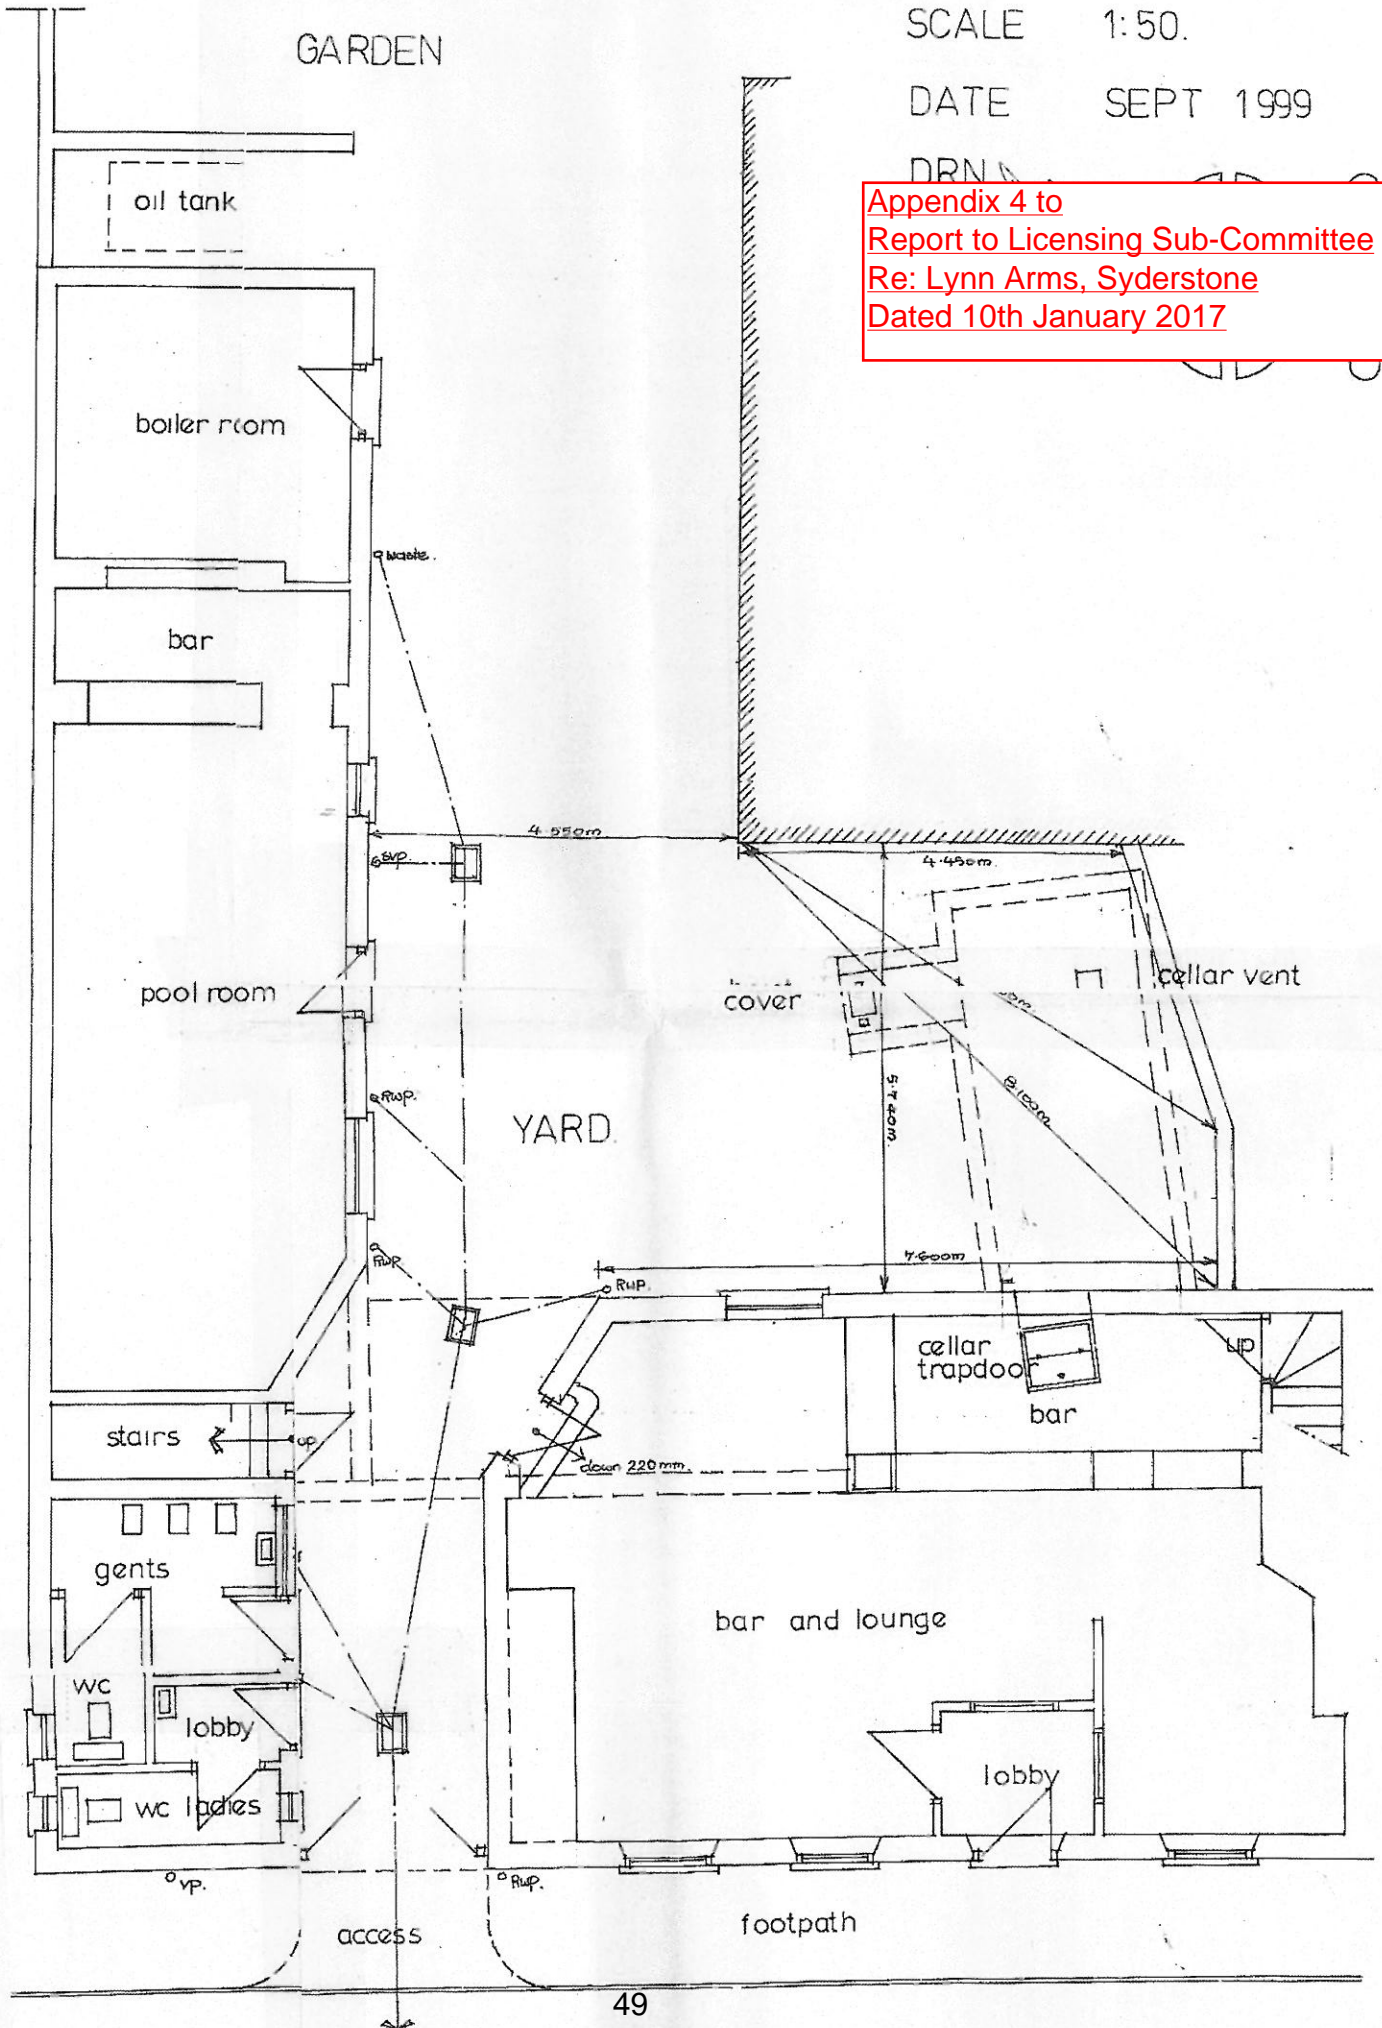 GARDEN
SCALE 1:50.
DATE SEPT 1999
DRN
Appendix 4 to
Report to Licensing Sub-Committee
Re: Lynn Arms, Syderstone
Dated 10th January 2017
oil tank
boiler room
waste.
bar
4.550m
SVP.
4.450m.
pool room
cover
cellar vent
RWP.
YARD.
5.740m.
8.100m
7.600m
RWP
RWP.
cellar
trapdoor
up
bar
stairs
up
down 220mm.
gents
bar and lounge
wc
lobby
lobby
wc ladies
VP.
RWP.
access
footpath
49